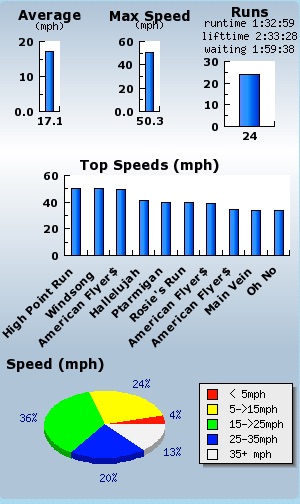 Average
(mph)
20
0.0
17.1
Max Speed
(mph)
60
40
20
0.0
50.3
Runs
runtime 1:32:59
lifttime 2:33:28
waiting 1:59:38
30
20
10
0
24
Top Speeds (mph)
60
40
20
0
High Point Run
Windsong
American Flyer$
Hallelujah
Ptarmigan
Rosie's Run
American Flyer$
American Flyer$
Main Vein
Oh No
Speed (mph)
24%
4%
36%
13%
20%
< 5mph
5->15mph
15->25mph
25-35mph
35+ mph